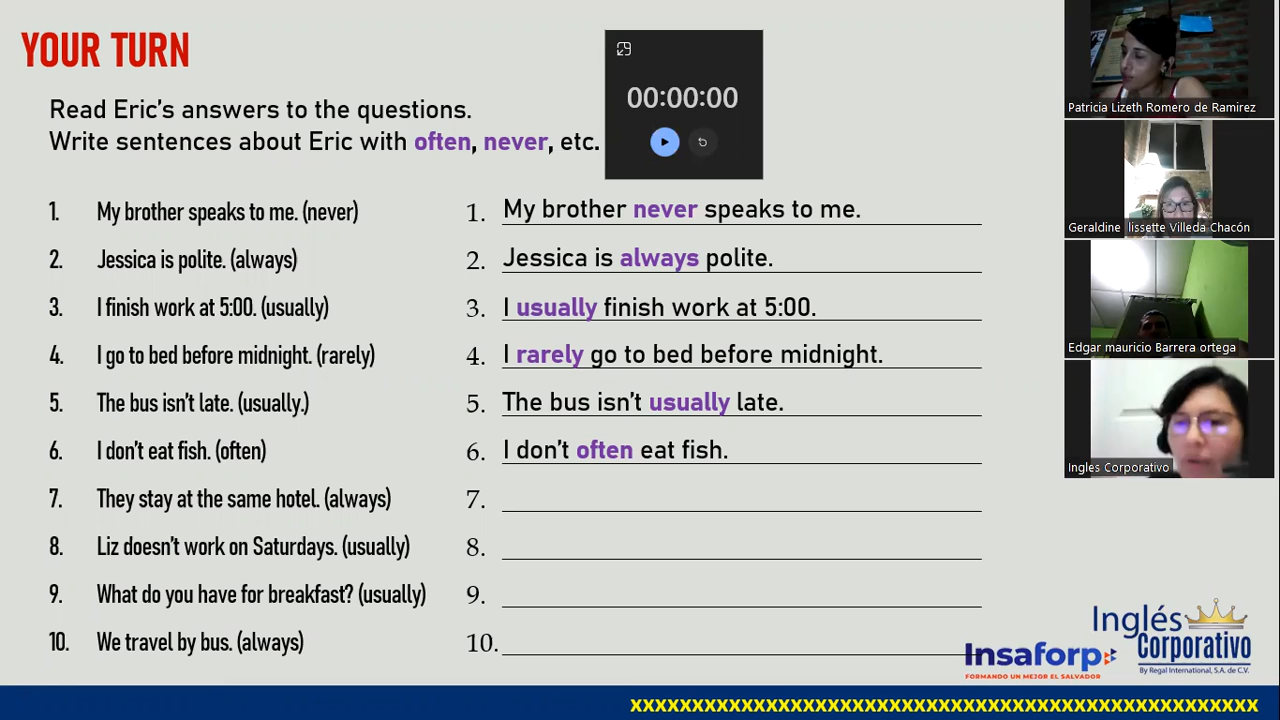 YOUR TURN
Read Eric's answers to the questions.
Write sentences about Eric with often, never, etc.
00:00:00
1. My brother speaks to me. (never)
2. Jessica is polite. (always)
3. I finish work at 5:00. (usually)
4. I go to bed before midnight. (rarely)
5. The bus isn't late. (usually.)
6. I don't eat fish. (often)
7. They stay at the same hotel. (always)
8. Liz doesn't work on Saturdays. (usually)
9. What do you have for breakfast? (usually)
10. We travel by bus. (always)
1. My brother never speaks to me.
2. Jessica is always polite.
3. I usually finish work at 5:00.
4. I rarely go to bed before midnight.
5. The bus isn't usually late.
6. I don't often eat fish.
7.
8.
9.
10.
Patricia Lizeth Romero de Ramirez
Geraldine lissette Villeda Chacón
Edgar mauricio Barrera ortega
Ingles Corporativo
Insaforp
FORMANDO UN MEJOR EL SALVADOR
Inglés
Corporativo
By Regal International, S.A. de C.V.
XXXXXXXXXXXXXXXXXXXXXXXXXXXXXXXXXXXXXXXXXXXXXXXXXXX